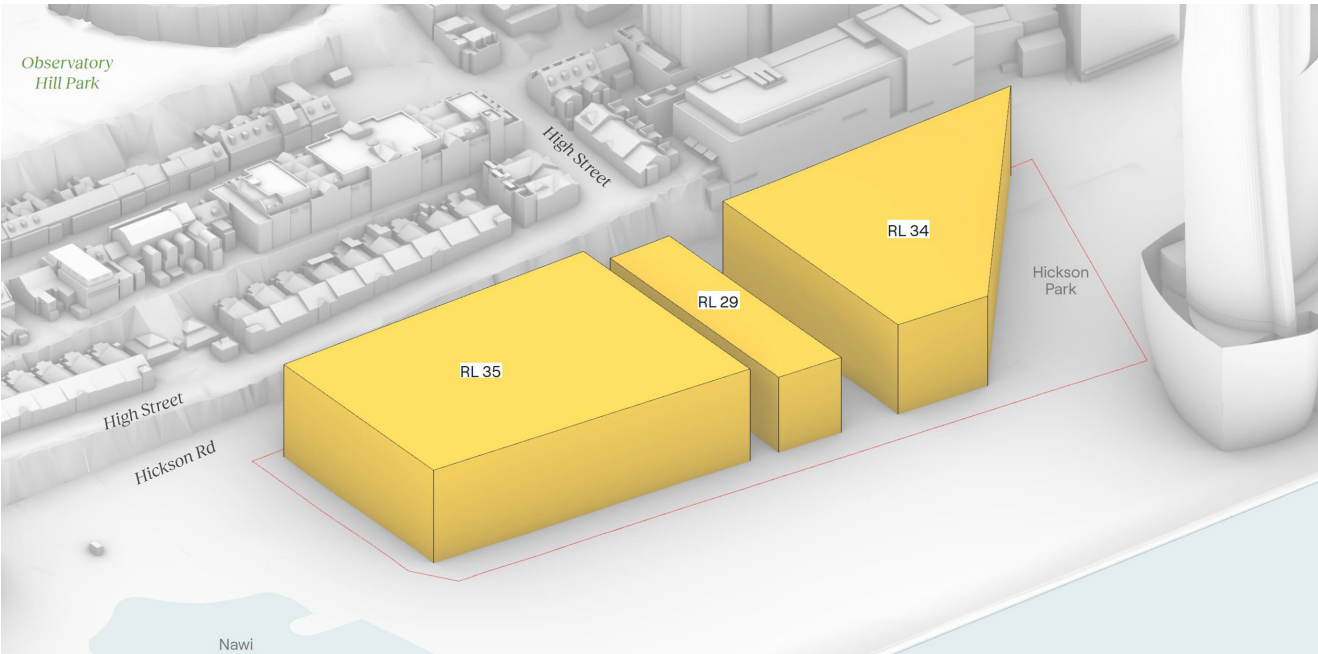 Observatory
Hill Park
High Street
RL 34
Hickson
Park
RL 29
RL 35
High Street
Hickson Rd
Nawi